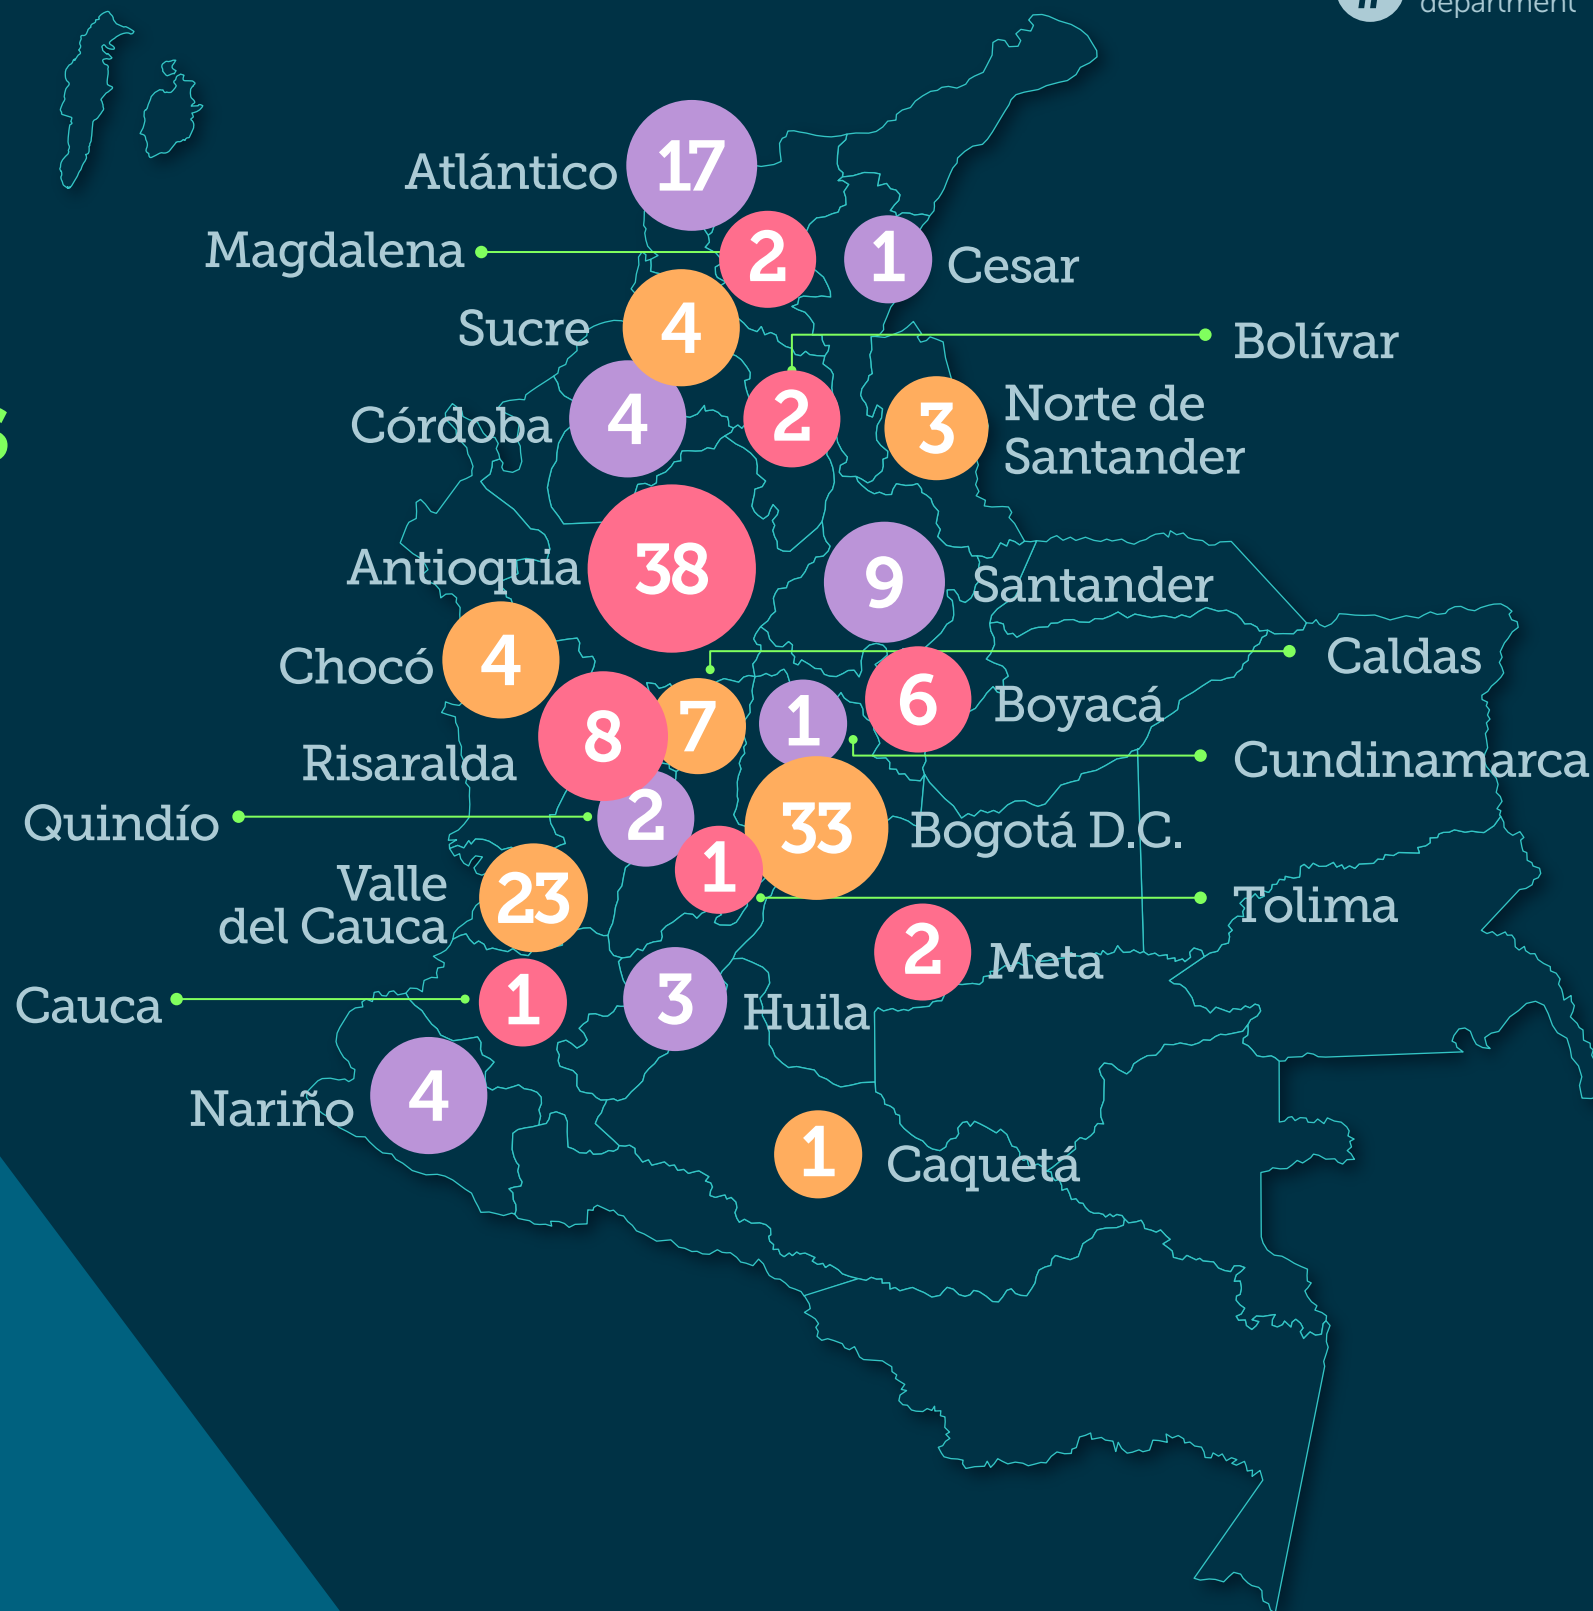 department
Atlántico
17
Magdalena
2
1
Cesar
Sucre
4
Bolívar
Córdoba
4
2
3
Norte de
Santander
Antioquia
38
9
Santander
Chocó
4
Caldas
Risaralda
8
7
1
6
Boyacá
Cundinamarca
Quindío
2
33
Bogotá D.C.
1
Tolima
Valle
del Cauca
23
2
Meta
Cauca
1
3
Huila
Nariño
4
1
Caquetá